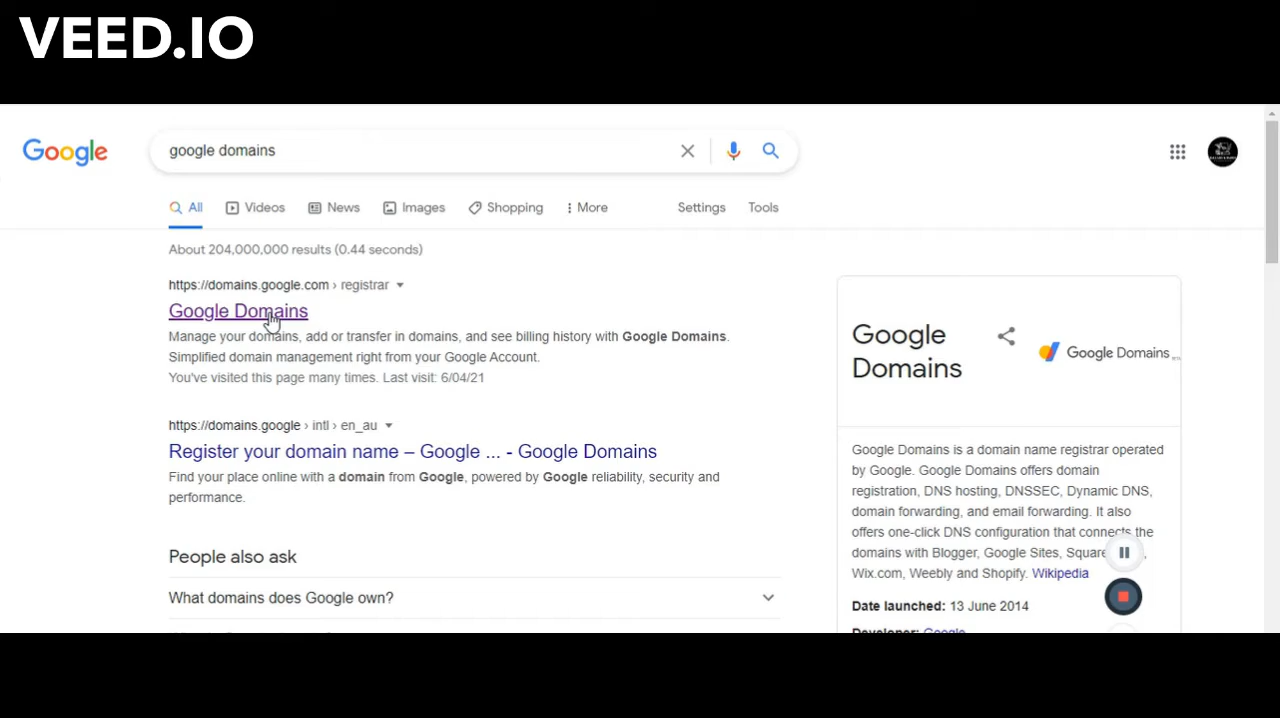 VEED.IO
Google
google domains
All
Videos
News
Images
Shopping
More
Settings
Tools
About 204,000,000 results (0.44 seconds)
https://domains.google.com › registrar
Google Domains
Manage your domains, add or transfer in domains, and see billing history with Google Domains.
Simplified domain management right from your Google Account.
You've visited this page many times. Last visit: 6/04/21
https://domains.google › intl › en_au
Register your domain name – Google ... - Google Domains
Find your place online with a domain from Google, powered by Google reliability, security and
performance.
People also ask
What domains does Google own?
Google
Domains
Google Domains
Google Domains is a domain name registrar operated
by Google. Google Domains offers domain
registration, DNS hosting, DNSSEC, Dynamic DNS,
domain forwarding, and email forwarding. It also
offers one-click DNS configuration that connects the
domains with Blogger, Google Sites,
Wix.com, Weebly and Shopify. Wikipedia
Date launched: 13 June 2014
Developer: Google